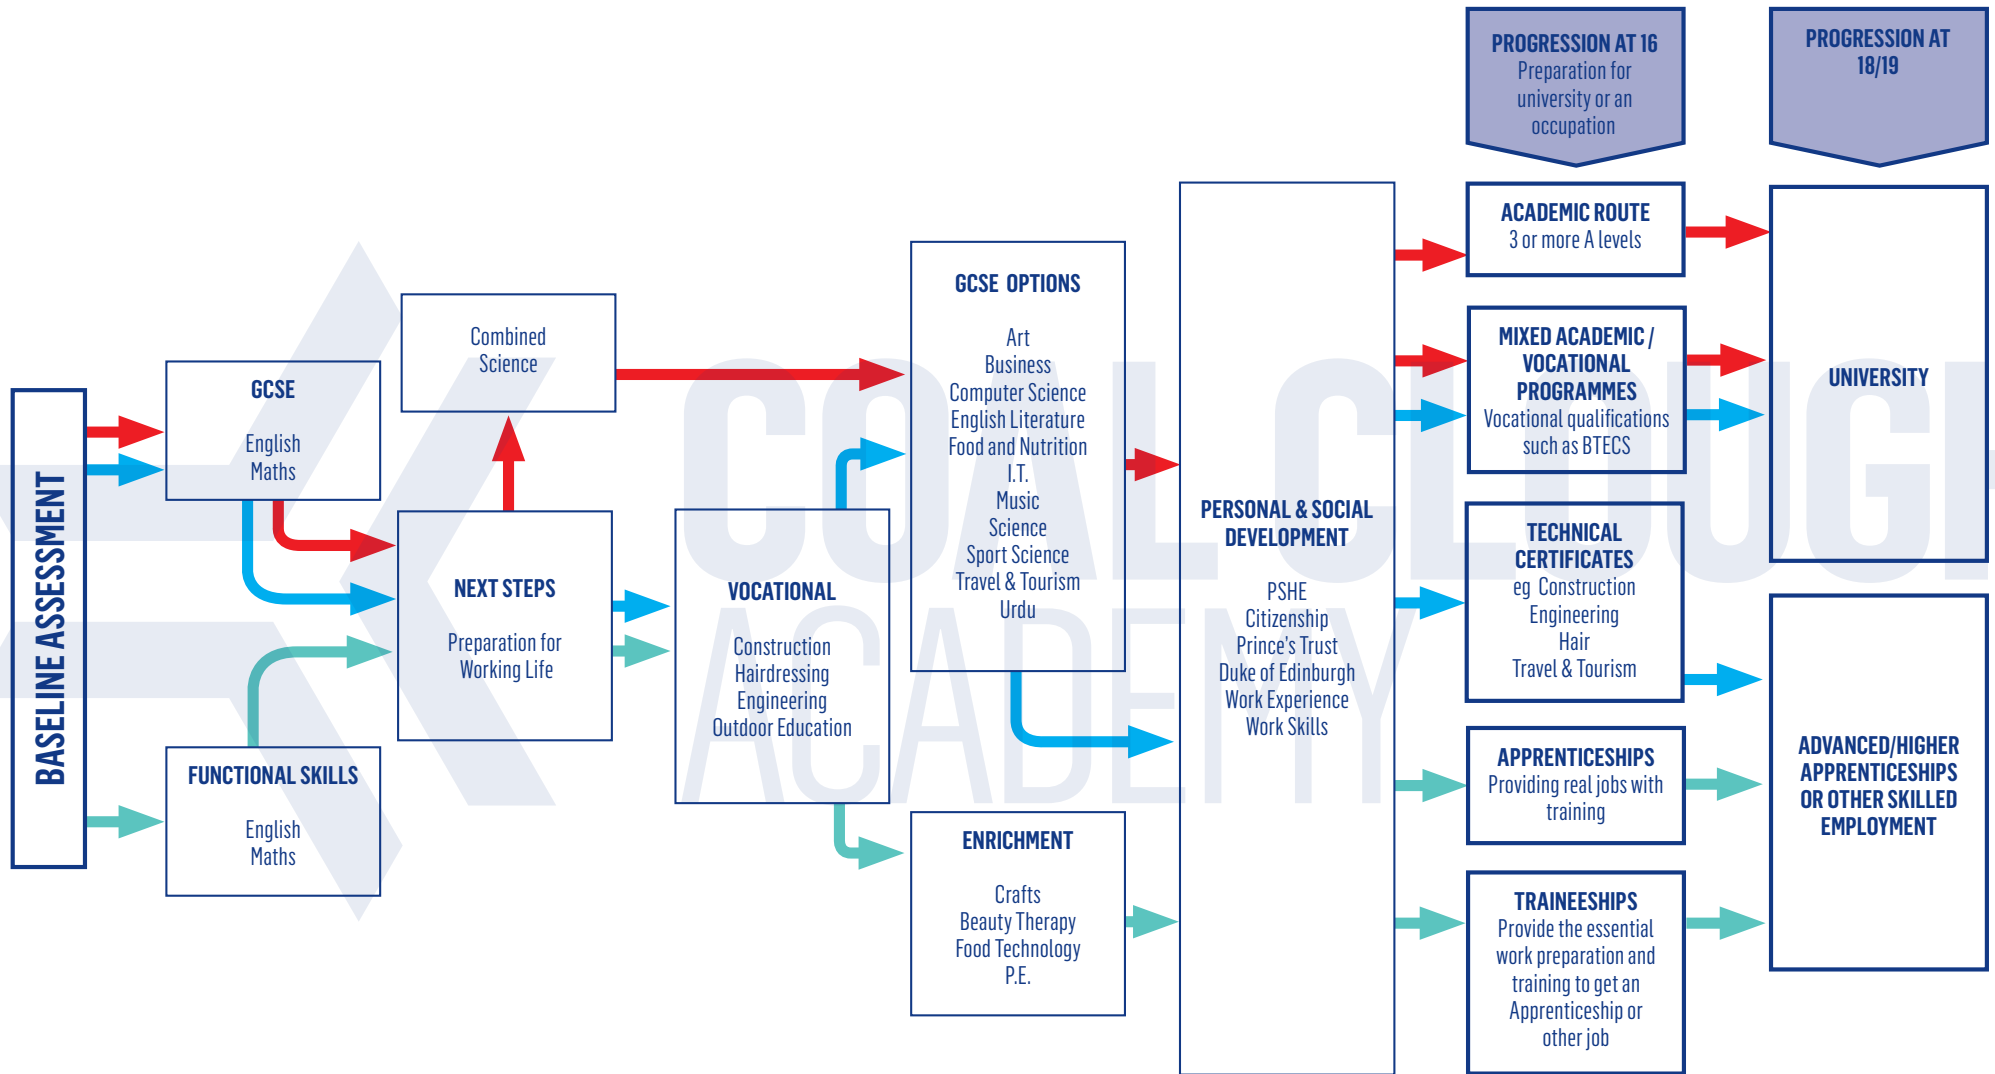 BASELINE ASSESSMENT
GCSE
English
Maths
FUNCTIONAL SKILLS
English
Maths
Combined
Science
NEXT STEPS
Preparation for
Working Life
VOCATIONAL
Construction
Hairdressing
Engineering
Outdoor Education
GCSE OPTIONS
Art
Business
Computer Science
English Literature
Food and Nutrition
I.T.
Music
Science
Sport Science
Travel & Tourism
Urdu
ENRICHMENT
Crafts
Beauty Therapy
Food Technology
P.E.
PERSONAL & SOCIAL
DEVELOPMENT
PSHE
Citizenship
Prince's Trust
Duke of Edinburgh
Work Experience
Work Skills
PROGRESSION AT 16
Preparation for
university or an
occupation
ACADEMIC ROUTE
3 or more A levels
MIXED ACADEMIC /
VOCATIONAL
PROGRAMMES
Vocational qualifications
such as BTECS
TECHNICAL
CERTIFICATES
eg Construction
Engineering
Hair
Travel & Tourism
APPRENTICESHIPS
Providing real jobs with
training
TRAINEESHIPS
Provide the essential
work preparation and
training to get an
Apprenticeship or
other job
PROGRESSION AT
18/19
UNIVERSITY
ADVANCED/HIGHER
APPRENTICESHIPS
OR OTHER SKILLED
EMPLOYMENT
COAL CLOUGH
ACADEMY